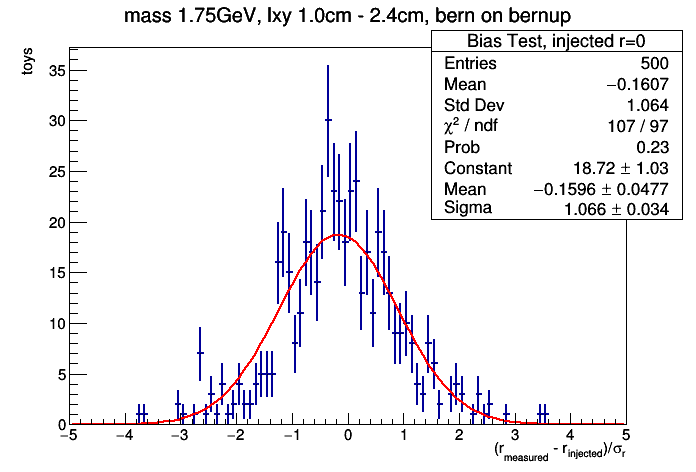 mass 1.75GeV, lxy 1.0cm - 2.4cm, bern on bernup
toys
Bias Test, injected r=0
Entries 500
Mean −0.1607
Std Dev 1.064
χ² / ndf 107 / 97
Prob 0.23
Constant 18.72 ± 1.03
Mean −0.1596 ± 0.0477
Sigma 1.066 ± 0.034
35
30
25
20
15
10
5
0
−5 −4 −3 −2 −1 0 1 2 3 4 5
(r_measured - r_injected)/σ_r